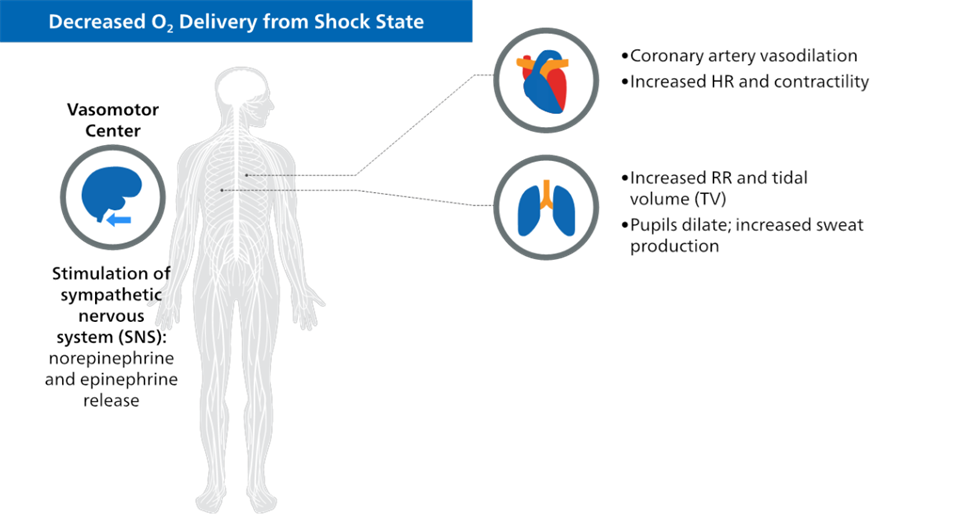 Decreased O₂ Delivery from Shock State
Vasomotor
Center
Stimulation of
sympathetic
nervous
system (SNS):
norepinephrine
and epinephrine
release
•Coronary artery vasodilation
•Increased HR and contractility
•Increased RR and tidal
volume (TV)
•Pupils dilate; increased sweat
production